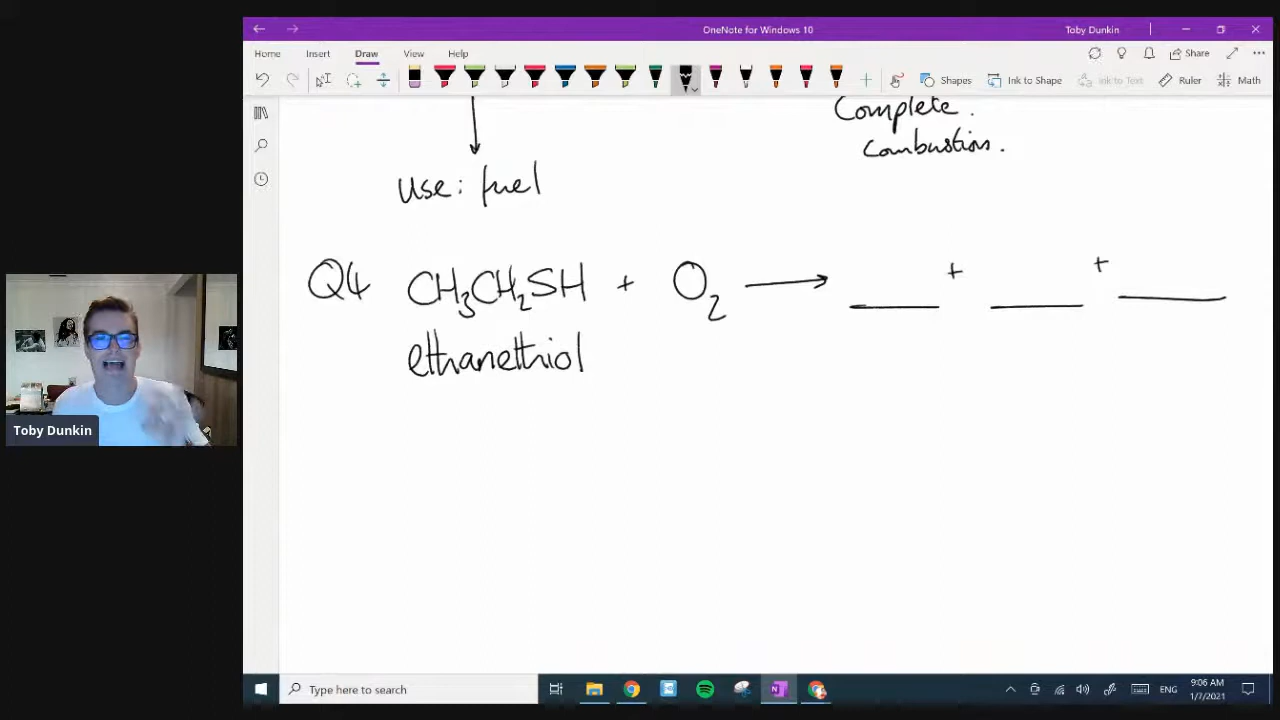 OneNote for Windows 10
Toby Dunkin
Home Insert Draw View Help
Share
Shapes Ink to Shape Ink to Text Ruler Math
Complete.
Combustion.
Use: fuel
Q4 CH3CH2SH + O2 → ____ + ____ + ____
ethanethiol
Toby Dunkin
Type here to search
ENG
9:06 AM
1/7/2021